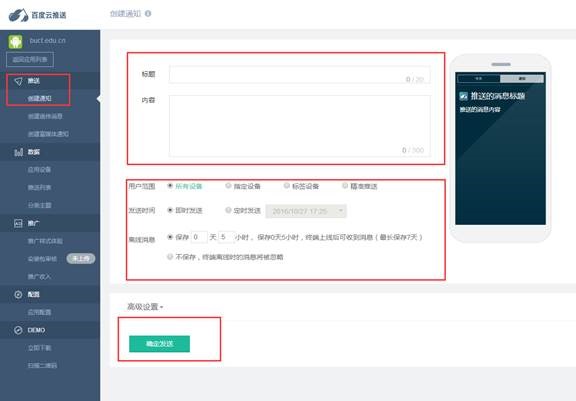 百度云推送
创建通知
buct.edu.cn
返回应用列表
推送
创建通知
创建透传消息
创建富媒体通知
数据
应用设备
推送列表
分类主题
推广
推广样式体验
安装包审核 未上传
推广收入
配置
应用配置
DEMO
立即下载
扫描二维码
标题
0 / 20
内容
0 / 300
用户范围 所有设备 指定设备 标签设备 精准推送
发送时间 即时发送 定时发送 2016/10/27 17:25
离线消息 保存 0 天 5 小时，保存0天5小时，终端上线后可收到消息（最长保存7天）
不保存，终端离线时的消息将被忽略
高级设置
确定发送
通知
推送的消息标题
推送的消息内容